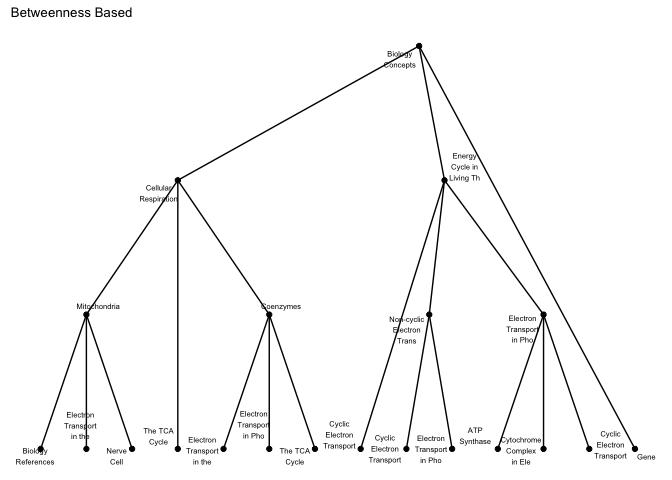 Betweenness Based
Biology
Concepts
Energy
Cycle in
Living Th
Cellular
Respiration
Mitochondria
Coenzymes
Non-cyclic
Electron
Trans
Electron
Transport
in Pho
Biology
References
Electron
Transport
in the
Nerve
Cell
The TCA
Cycle
Electron
Transport
in the
Electron
Transport
in Pho
The TCA
Cycle
Cyclic
Electron
Transport
Cyclic
Electron
Transport
Electron
Transport
in Pho
ATP
Synthase
Cytochrome
Complex
in Ele
Cyclic
Electron
Transport
Gene